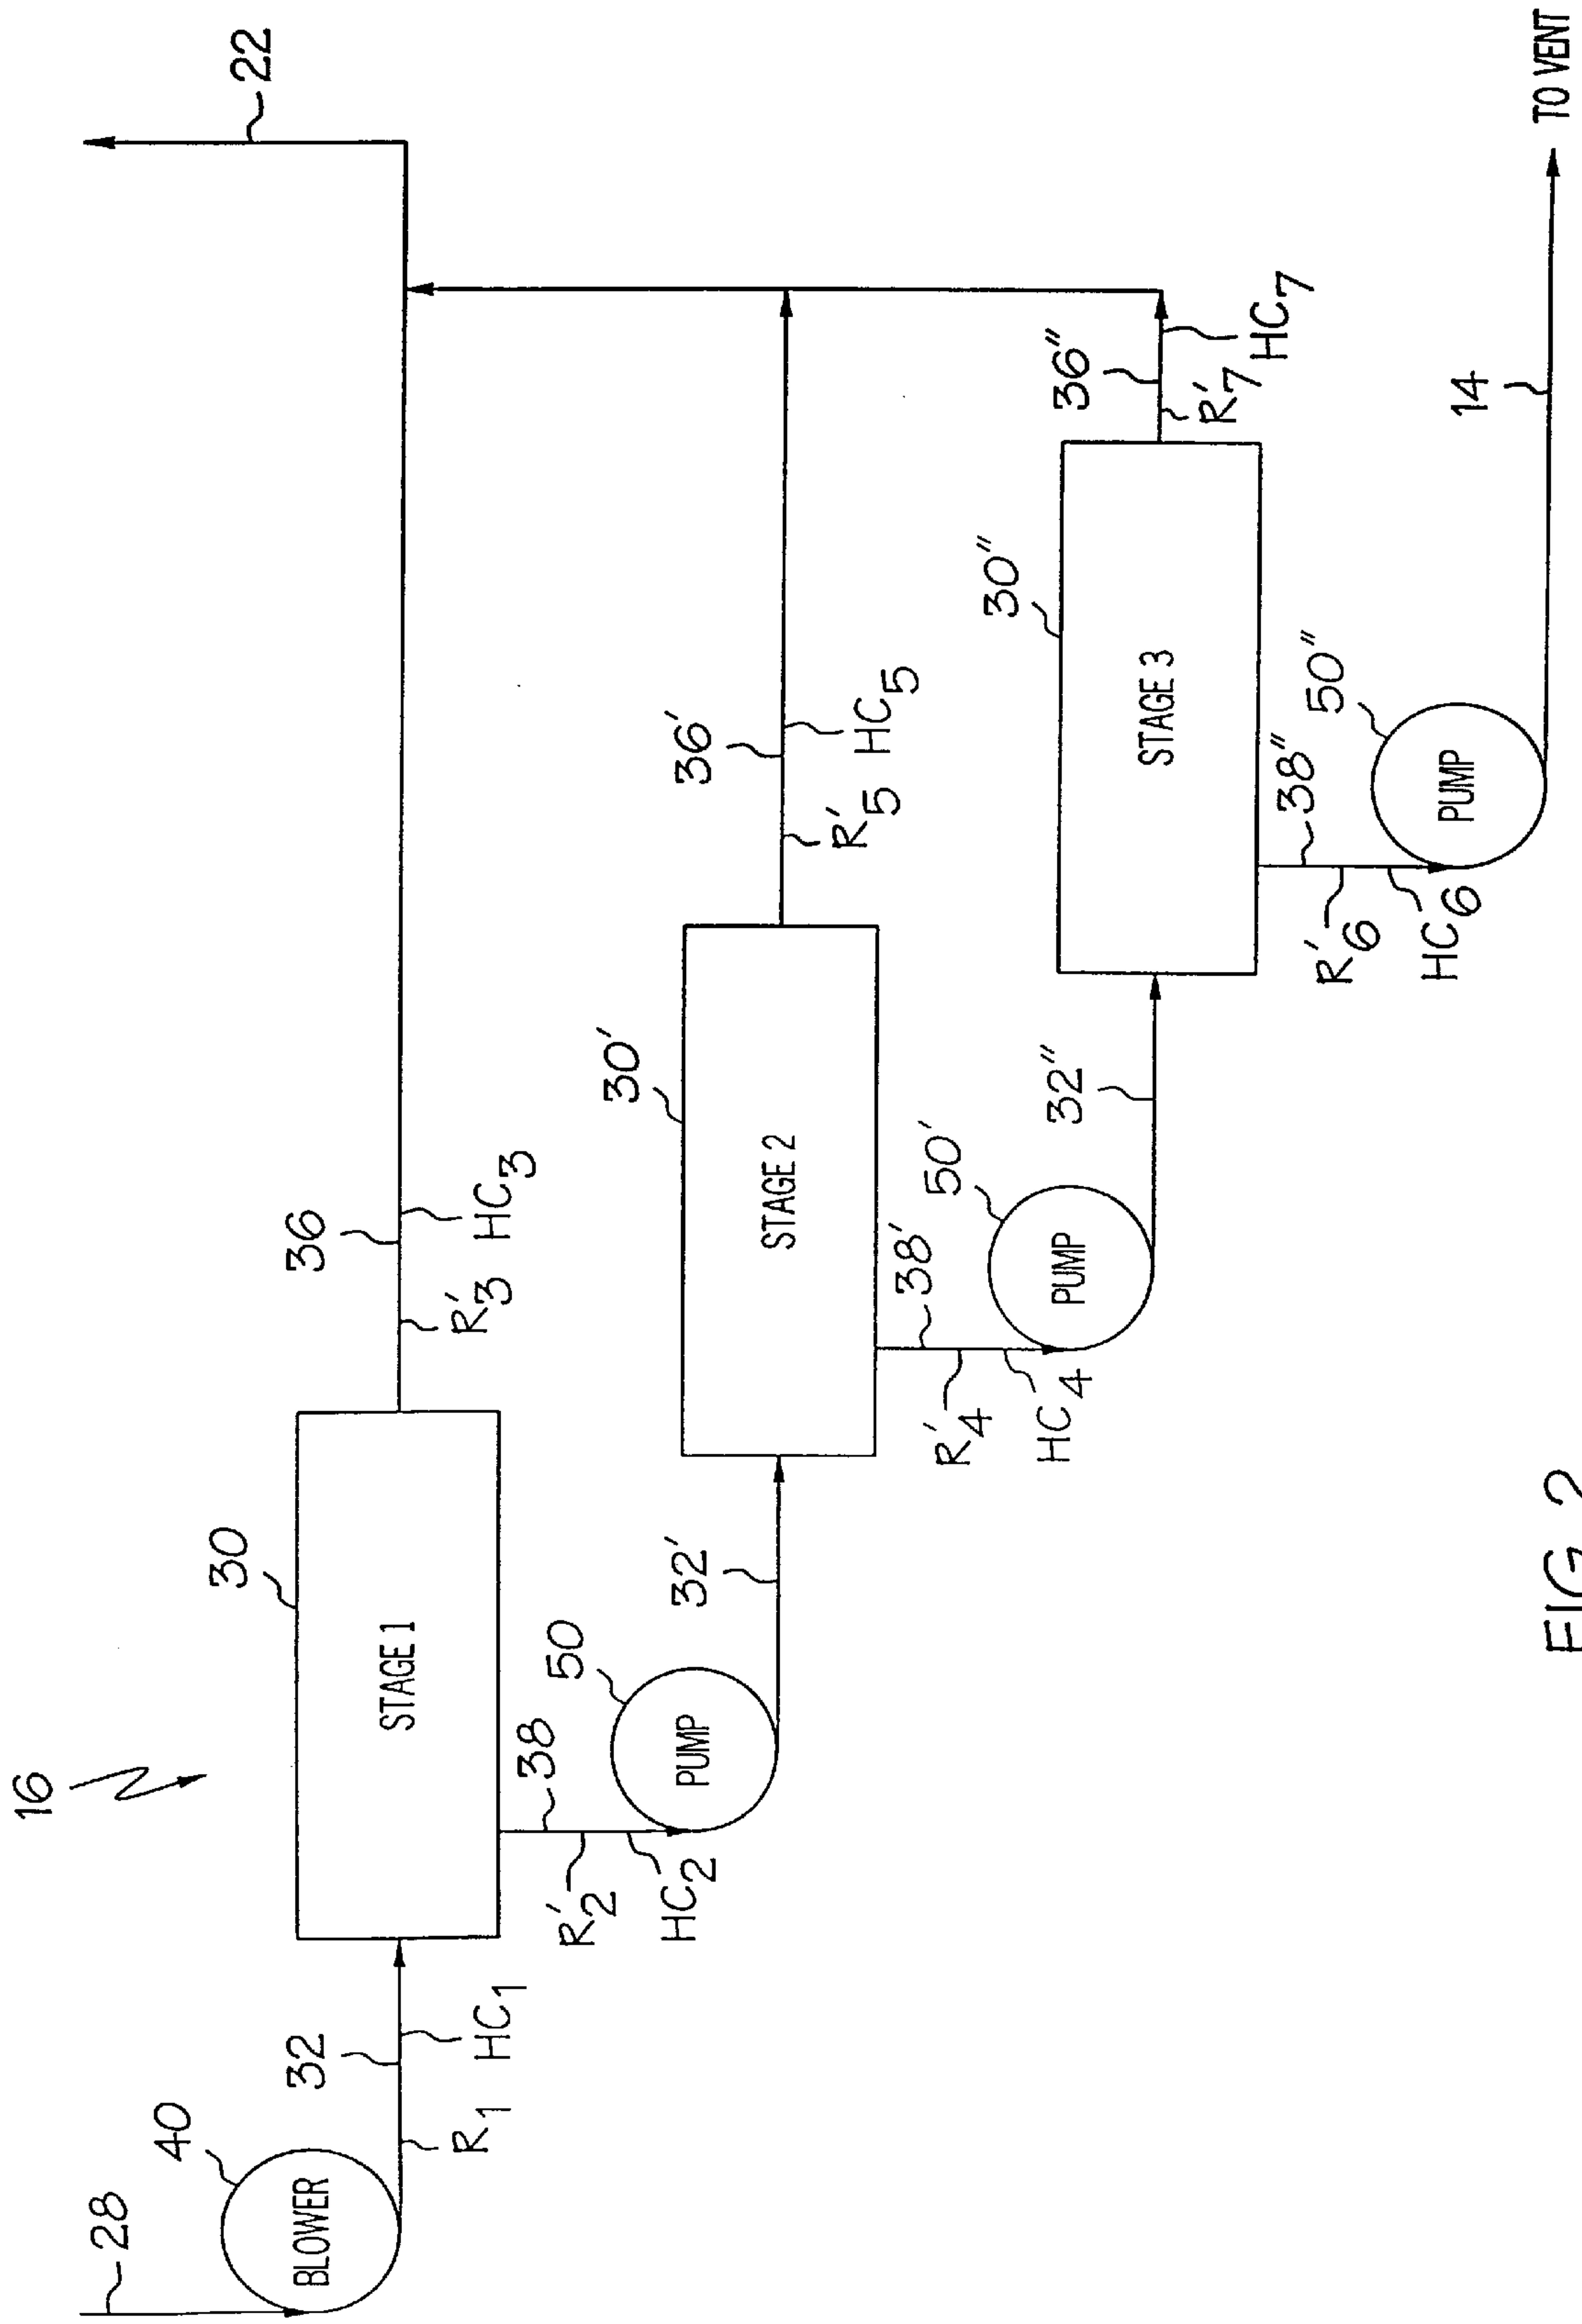 16
22
28
40
BLOWER
32
R1
HC1
30
STAGE 1
36
R'3
HC3
38
R'2
HC2
50
PUMP
32'
30'
STAGE 2
36'
R'5
HC5
38'
R'4
HC4
50'
PUMP
32"
30"
STAGE 3
36"
R'7
HC7
38"
R'6
HC6
50"
PUMP
14
TO VENT
FIG. 2